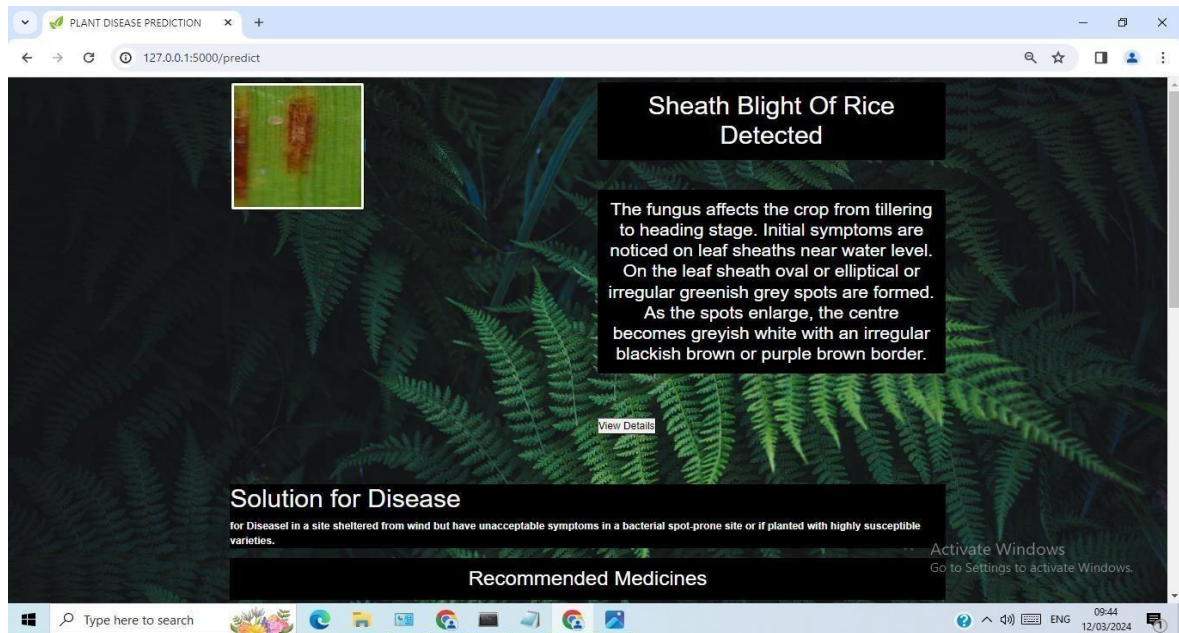 PLANT DISEASE PREDICTION
127.0.0.1:5000/predict
Sheath Blight Of Rice
Detected
The fungus affects the crop from tillering
to heading stage. Initial symptoms are
noticed on leaf sheaths near water level.
On the leaf sheath oval or elliptical or
irregular greenish grey spots are formed.
As the spots enlarge, the centre
becomes greyish white with an irregular
blackish brown or purple brown border.
View Details
Solution for Disease
for Diseasel in a site sheltered from wind but have unacceptable symptoms in a bacterial spot-prone site or if planted with highly susceptible
varieties.
Recommended Medicines
Activate Windows
Go to Settings to activate Windows.
Type here to search
ENG
09:44
12/03/2024
1